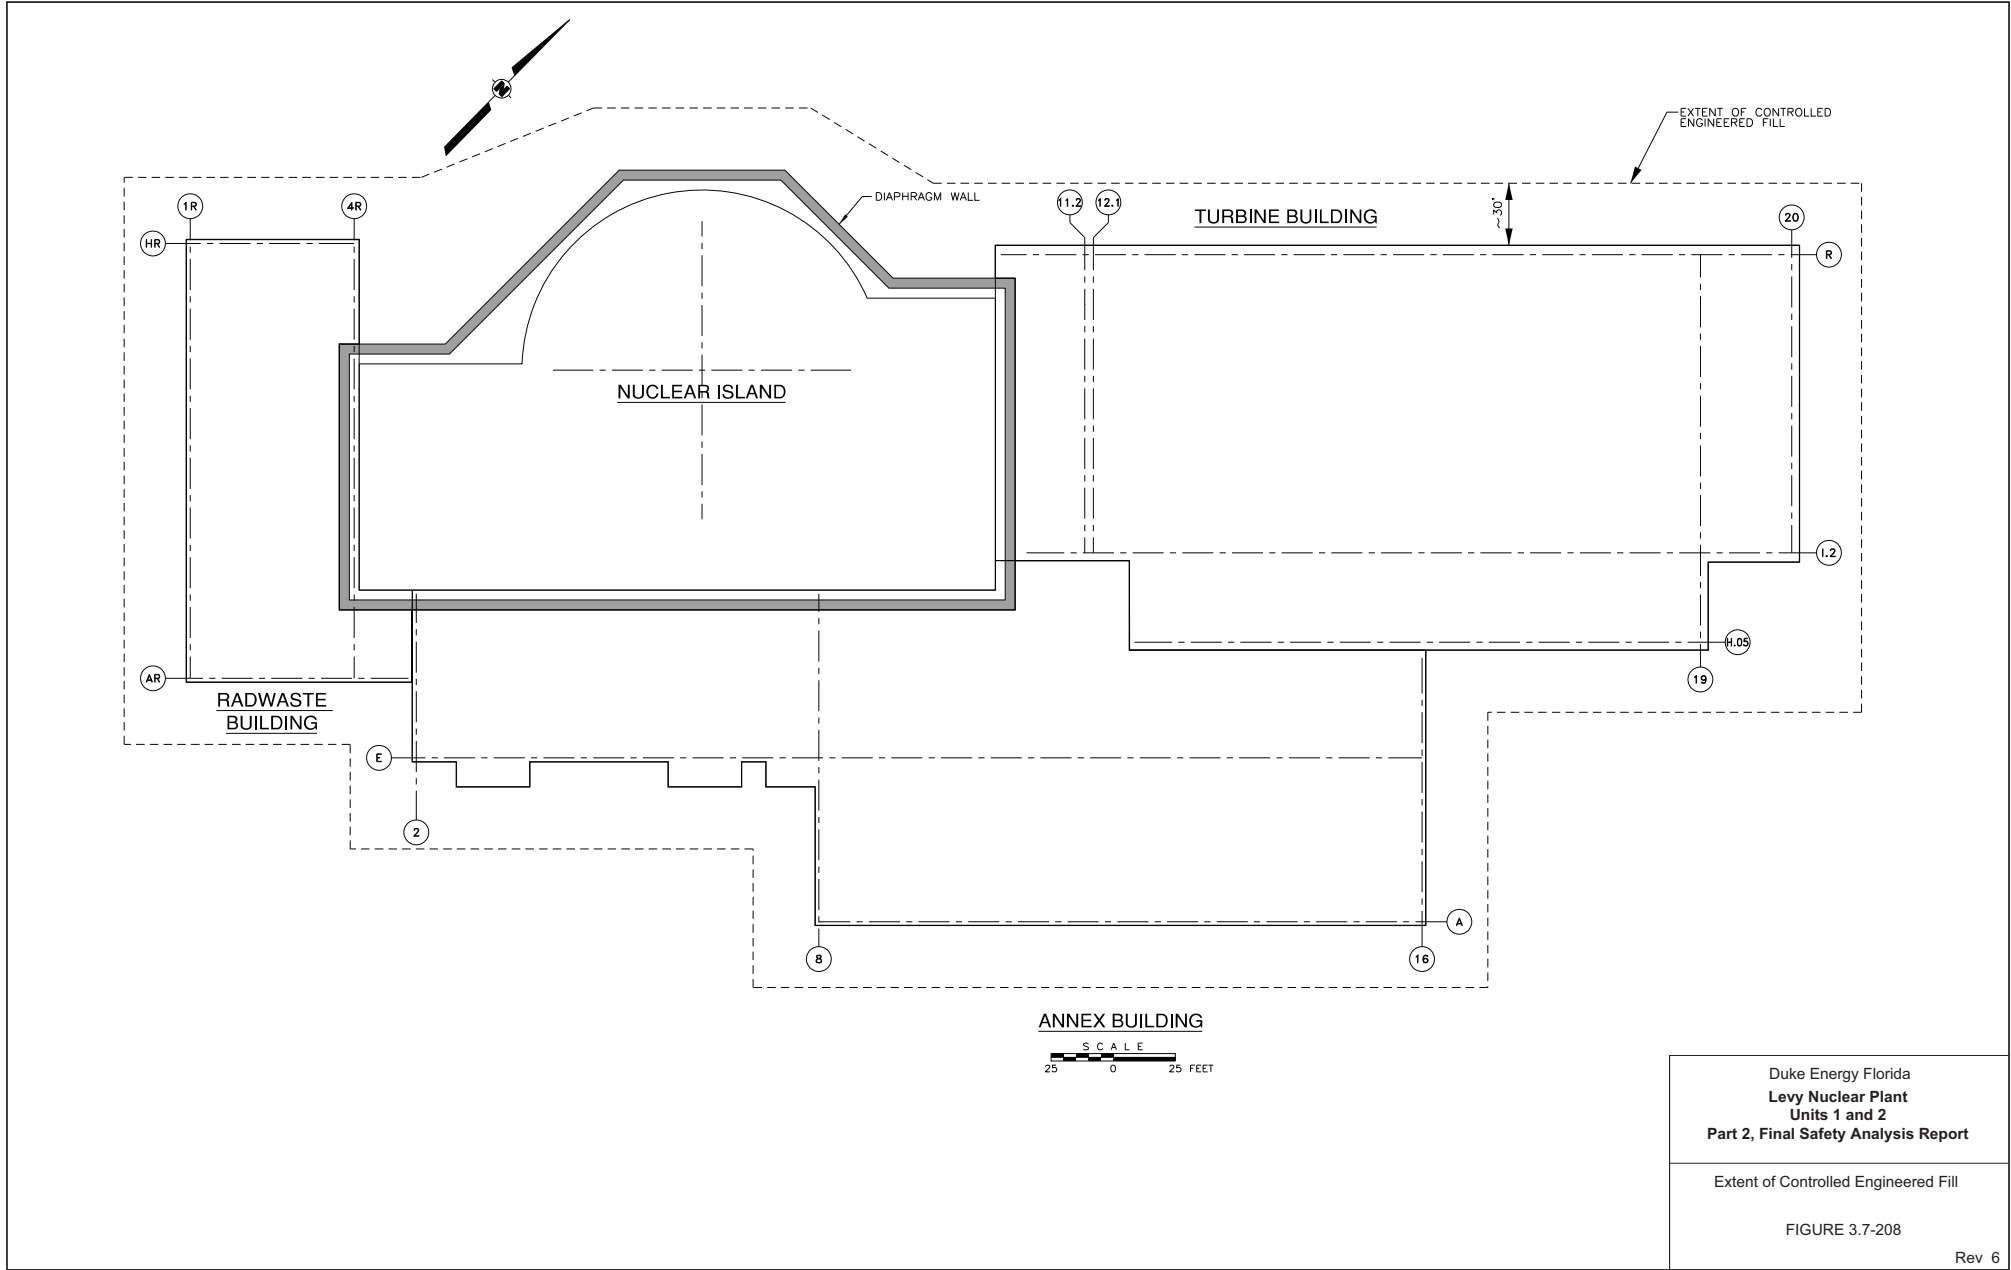 N
EXTENT OF CONTROLLED
ENGINEERED FILL
DIAPHRAGM WALL
1R
4R
11.2
12.1
TURBINE BUILDING
~30'
20
HR
R
NUCLEAR ISLAND
I.2
H.05
AR
19
RADWASTE
BUILDING
E
2
A
8
16
ANNEX BUILDING
SCALE
25 0 25 FEET
Duke Energy Florida
Levy Nuclear Plant
Units 1 and 2
Part 2, Final Safety Analysis Report
Extent of Controlled Engineered Fill
FIGURE 3.7-208
Rev 6